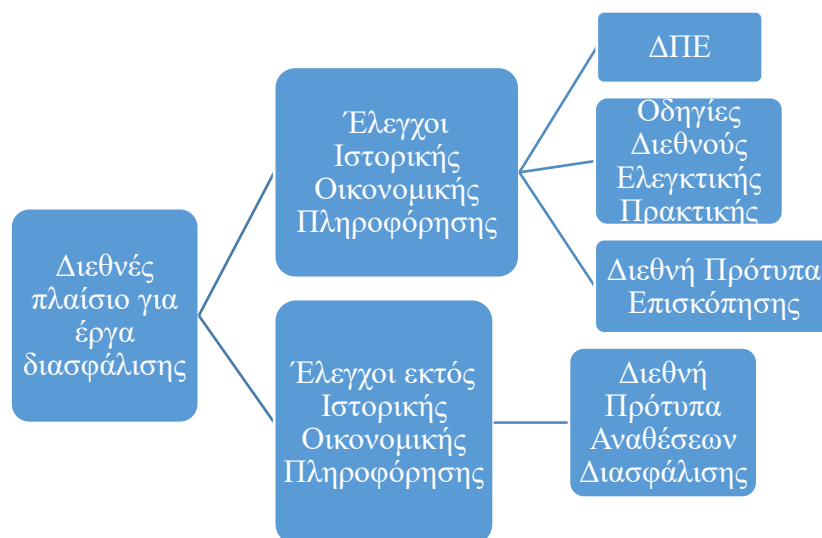 Διεθνές
πλαίσιο για
έργα
διασφάλισης
Έλεγχοι
Ιστορικής
Οικονομικής
Πληροφόρησης
ΔΠΕ
Οδηγίες
Διεθνούς
Ελεγκτικής
Πρακτικής
Διεθνή Πρότυπα
Επισκόπησης
Έλεγχοι εκτός
Ιστορικής
Οικονομικής
Πληροφόρησης
Διεθνή
Πρότυπα
Αναθέσεων
Διασφάλισης